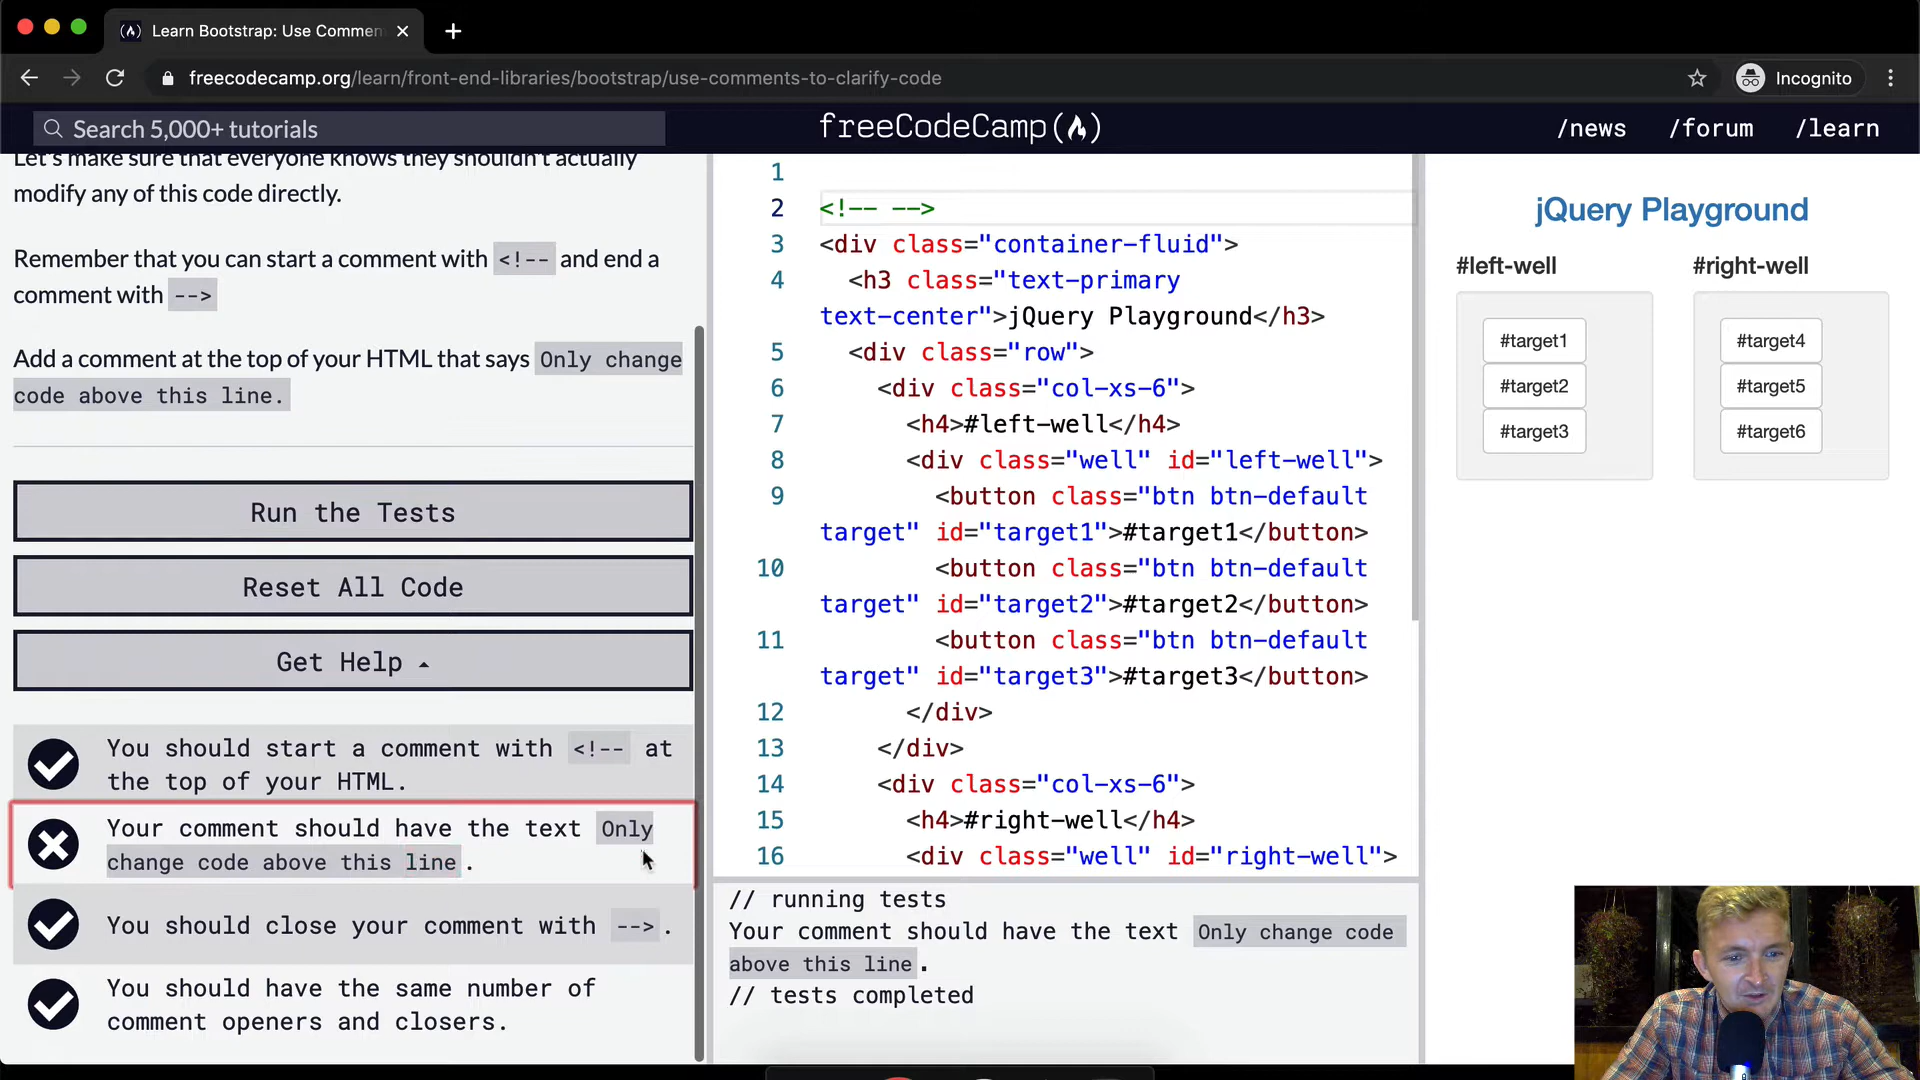 Learn Bootstrap: Use Commen
freecodecamp.org/learn/front-end-libraries/bootstrap/use-comments-to-clarify-code
Incognito
Search 5,000+ tutorials
freeCodeCamp
/news /forum /learn
Let's make sure that everyone knows they shouldn't actually
modify any of this code directly.
Remember that you can start a comment with <!-- and end a
comment with -->
Add a comment at the top of your HTML that says Only change
code above this line.
Run the Tests
Reset All Code
Get Help
You should start a comment with <!-- at
the top of your HTML.
Your comment should have the text Only
change code above this line.
You should close your comment with -->.
You should have the same number of
comment openers and closers.
1
2 <!-- -->
3 <div class="container-fluid">
4 <h3 class="text-primary
text-center">jQuery Playground</h3>
5 <div class="row">
6 <div class="col-xs-6">
7 <h4>#left-well</h4>
8 <div class="well" id="left-well">
9 <button class="btn btn-default
target" id="target1">#target1</button>
10 <button class="btn btn-default
target" id="target2">#target2</button>
11 <button class="btn btn-default
target" id="target3">#target3</button>
12 </div>
13 </div>
14 <div class="col-xs-6">
15 <h4>#right-well</h4>
16 <div class="well" id="right-well">
// running tests
Your comment should have the text Only change code
above this line.
// tests completed
jQuery Playground
#left-well #right-well
#target1 #target4
#target2 #target5
#target3 #target6